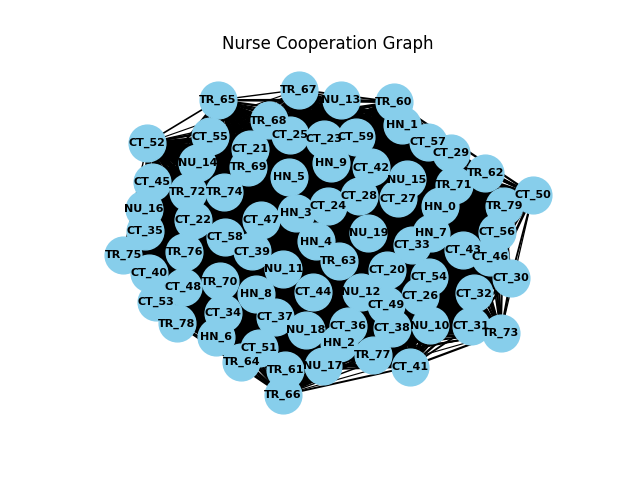 Nurse Cooperation Graph
TR_67
TR_65
NU_13
TR_60
TR_68
HN_1
CT_52
CT_55
CT_25
CT_23
CT_59
CT_57
CT_21
CT_29
NU_14
TR_69
HN_9
CT_42
TR_62
CT_45
HN_5
NU_15
TR_71
TR_72
TR_74
CT_28
CT_27
CT_50
NU_16
CT_24
HN_0
TR_79
CT_22
CT_47
HN_3
CT_35
CT_58
NU_19
HN_7
CT_56
HN_4
CT_33
TR_75
TR_76
CT_39
CT_43
CT_46
TR_63
CT_40
NU_11
CT_20
CT_54
CT_30
CT_48
TR_70
HN_8
CT_44
NU_12
CT_26
CT_32
CT_53
CT_34
CT_49
TR_78
CT_37
NU_18
CT_36
CT_38
NU_10
CT_31
TR_73
HN_6
HN_2
CT_51
TR_77
TR_64
TR_61
NU_17
CT_41
TR_66